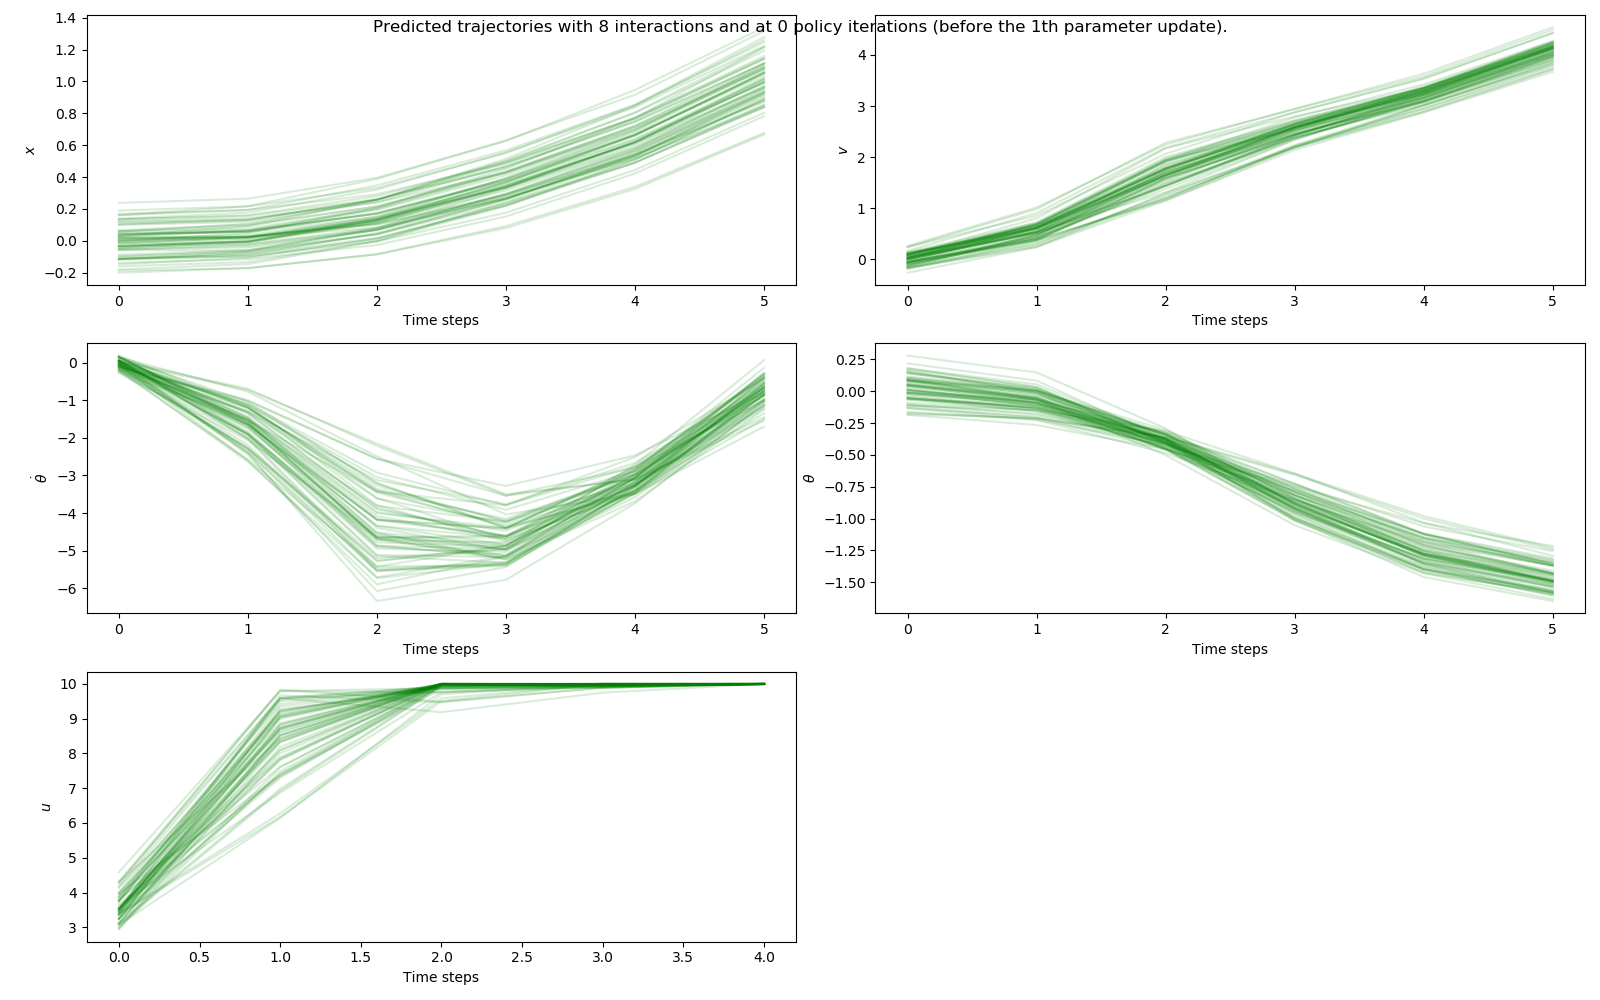 Predicted trajectories with 8 interactions and at 0 policy iterations (before the 1th parameter update).
1.4
1.2
1.0
0.8
0.6
0.4
0.2
0.0
−0.2
x
0 1 2 3 4 5
Time steps
4
3
2
1
0
v
0 1 2 3 4 5
Time steps
0
−1
−2
−3
−4
−5
−6
θ̇
0 1 2 3 4 5
Time steps
0.25
0.00
−0.25
−0.50
−0.75
−1.00
−1.25
−1.50
θ
0 1 2 3 4 5
Time steps
10
9
8
7
6
5
4
3
u
0.0 0.5 1.0 1.5 2.0 2.5 3.0 3.5 4.0
Time steps